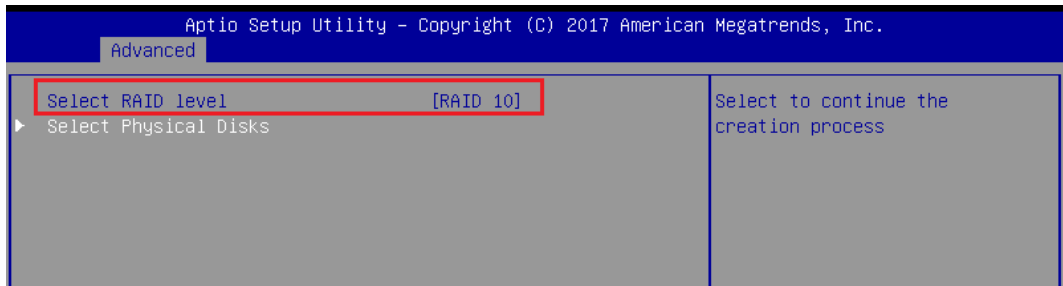 Aptio Setup Utility – Copyright (C) 2017 American Megatrends, Inc.
Advanced
Select RAID level [RAID 10]
Select Physical Disks
Select to continue the
creation process